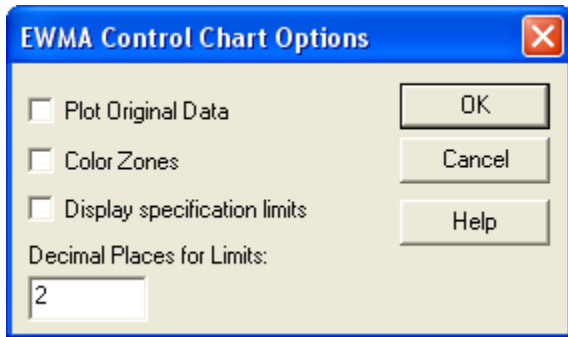 EWMA Control Chart Options
Plot Original Data
OK
Color Zones
Cancel
Display specification limits
Help
Decimal Places for Limits:
2